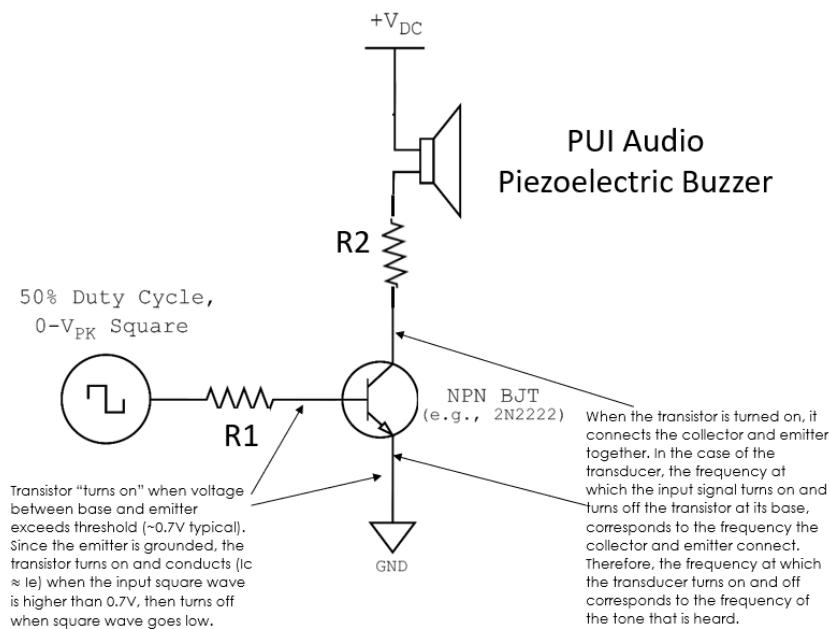 +VDC
PUI Audio
Piezoelectric Buzzer
R2
50% Duty Cycle,
0-VPK Square
R1
NPN BJT
(e.g., 2N2222)
When the transistor is turned on, it
connects the collector and emitter
together. In the case of the
transducer, the frequency at
which the input signal turns on and
turns off the transistor at its base,
corresponds to the frequency the
collector and emitter connect.
Therefore, the frequency at which
the transducer turns on and off
corresponds to the frequency of
the tone that is heard.
Transistor “turns on” when voltage
between base and emitter
exceeds threshold (~0.7V typical).
Since the emitter is grounded, the
transistor turns on and conducts (Ic
≈ Ie) when the input square wave
is higher than 0.7V, then turns off
when square wave goes low.
GND